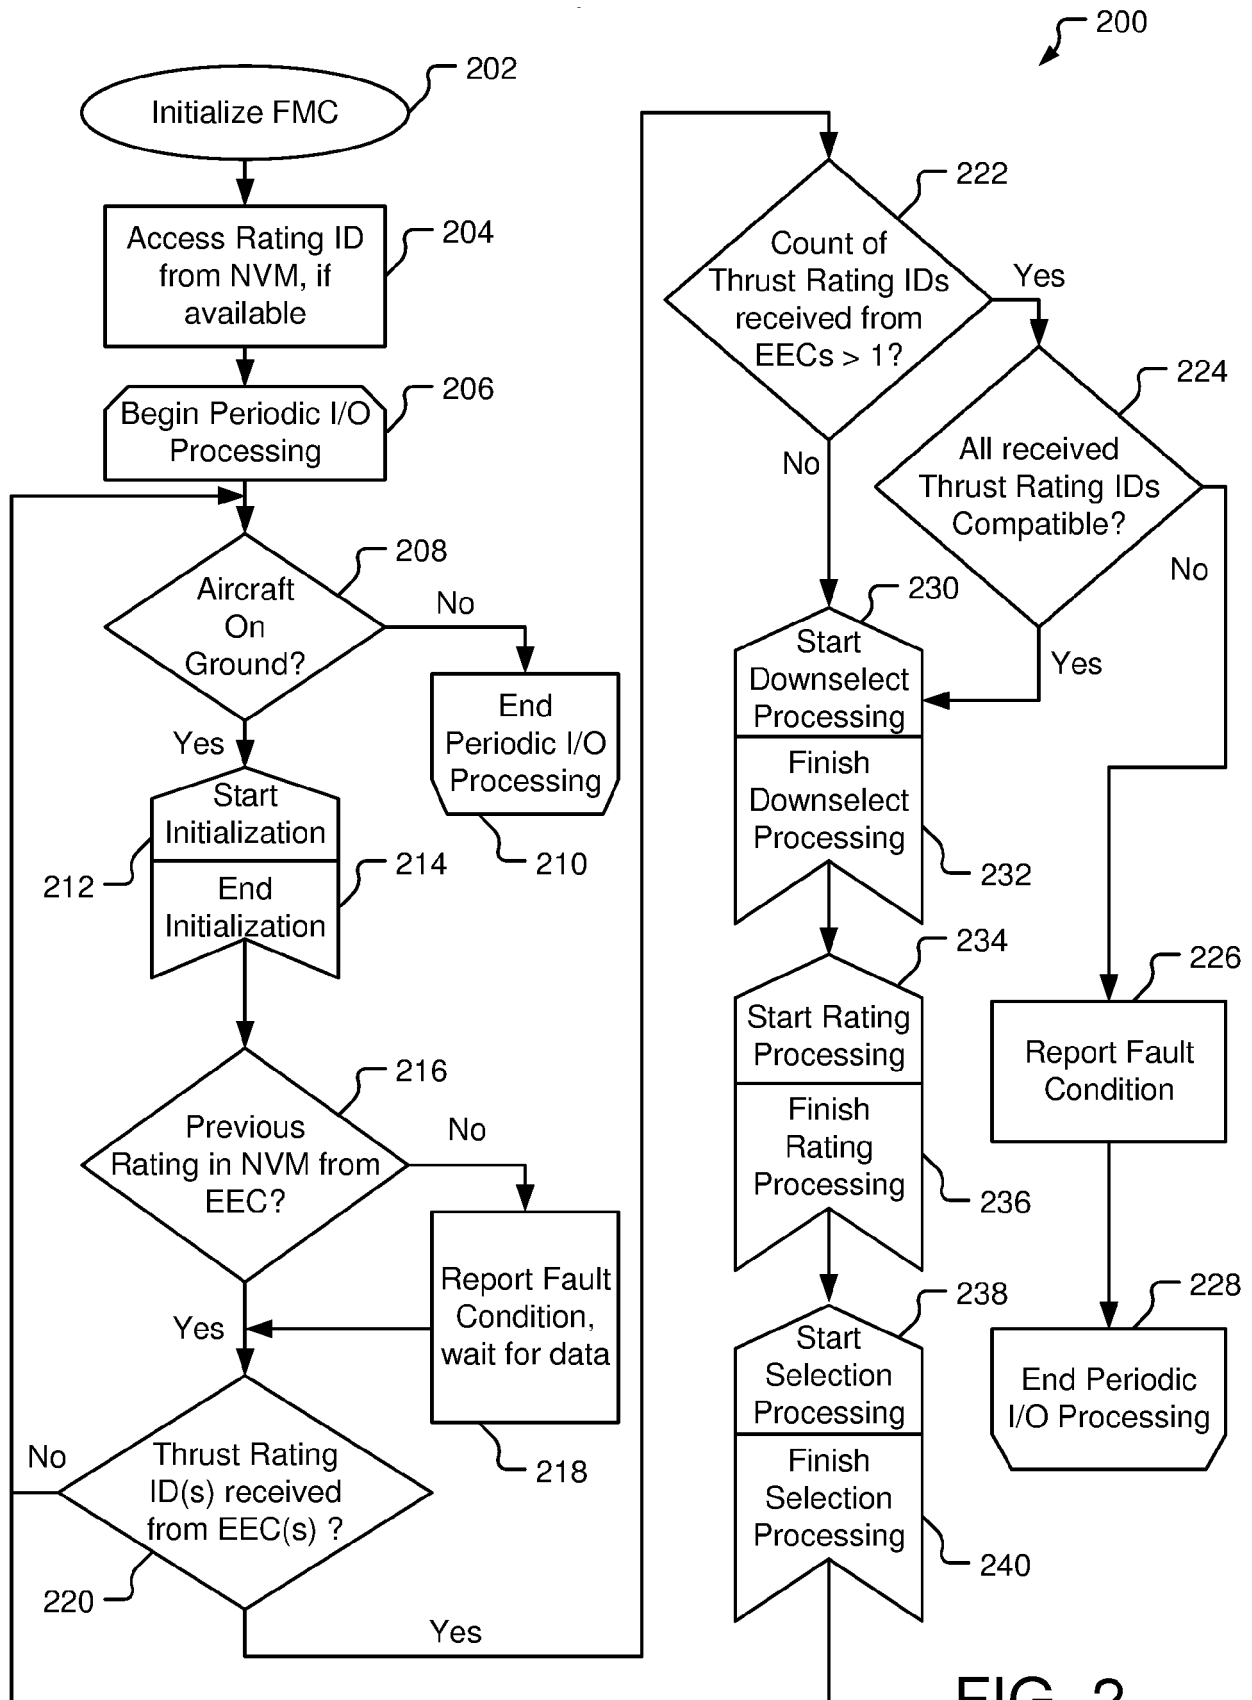 200
202
Initialize FMC
Access Rating ID
from NVM, if
available
204
Begin Periodic I/O
Processing
206
Aircraft
On
Ground?
208
No
Yes
End
Periodic I/O
Processing
210
Start
Initialization
212
End
Initialization
214
Previous
Rating in NVM from
EEC?
216
No
Yes
Report Fault
Condition,
wait for data
218
Thrust Rating
ID(s) received
from EEC(s) ?
220
No
Yes
Count of
Thrust Rating IDs
received from
EECs > 1?
222
Yes
No
All received
Thrust Rating IDs
Compatible?
224
No
Yes
Start
Downselect
Processing
230
Finish
Downselect
Processing
232
Start Rating
Processing
234
Finish
Rating
Processing
236
Report Fault
Condition
226
End Periodic
I/O Processing
228
Start
Selection
Processing
238
Finish
Selection
Processing
240
FIG. 2